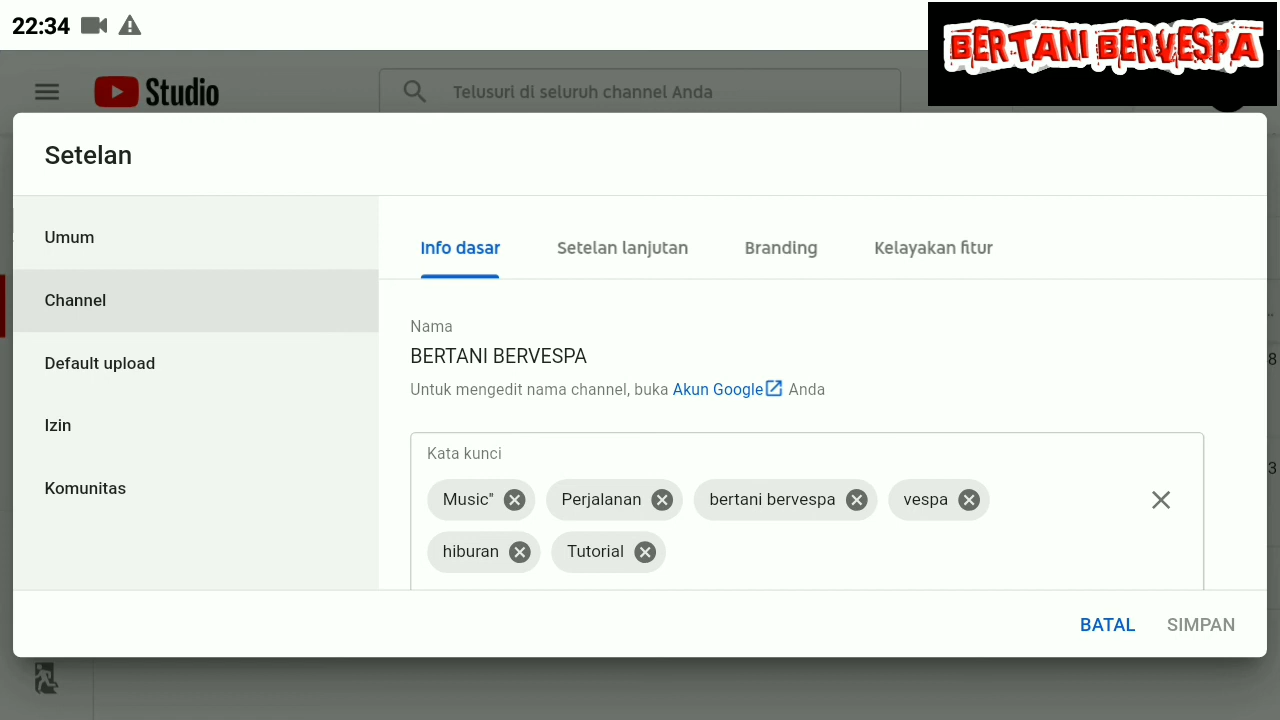 22:34
BERTANI BERVESPA
Studio
Telusuri di seluruh channel Anda
Setelan
Umum
Channel
Default upload
Izin
Komunitas
Info dasar
Setelan lanjutan
Branding
Kelayakan fitur
Nama
BERTANI BERVESPA
Untuk mengedit nama channel, buka Akun Google Anda
Kata kunci
Music"
Perjalanan
bertani bervespa
vespa
hiburan
Tutorial
BATAL
SIMPAN
8
3